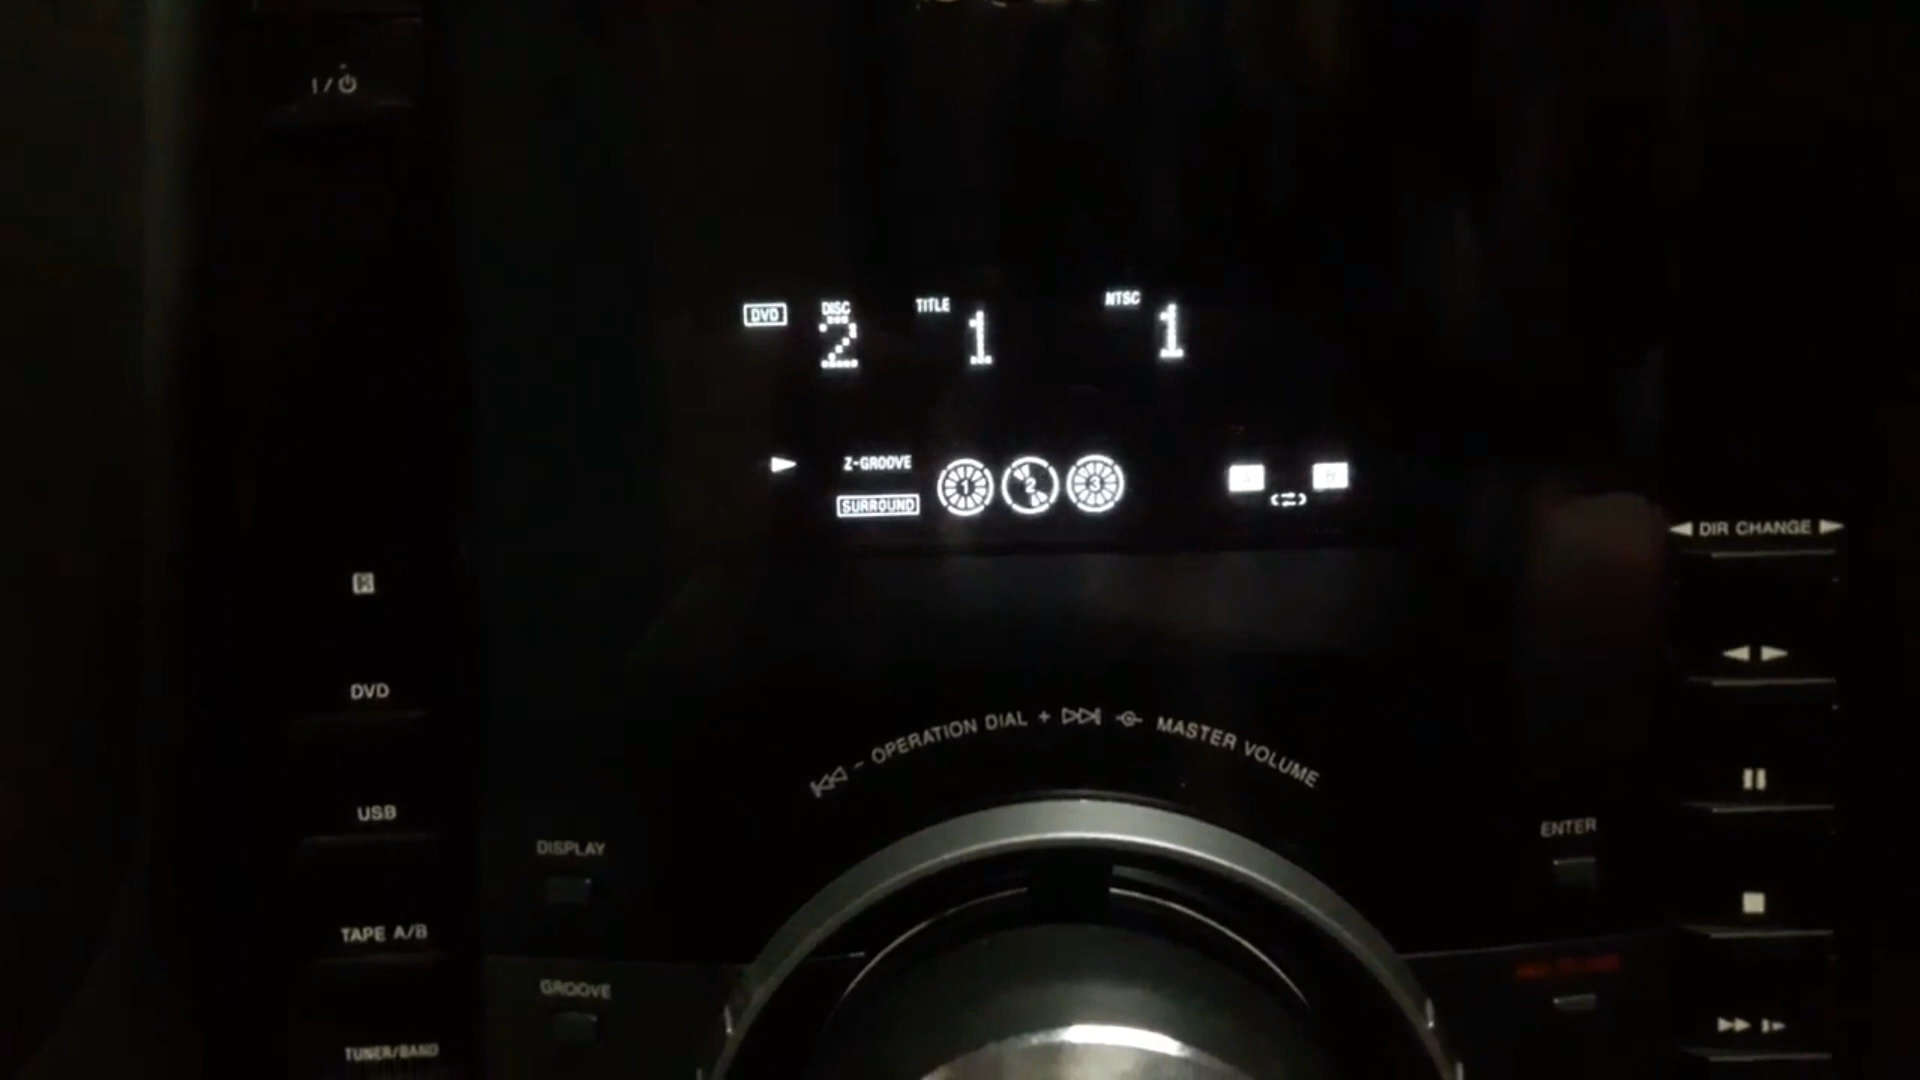 I/⏻
DVD DISC TITLE NTSC
2 1 1
Z-GROOVE
SURROUND
1 2 3
DIR CHANGE
DVD
– OPERATION DIAL + MASTER VOLUME
USB
ENTER
DISPLAY
TAPE A/B
GROOVE
TUNER/BAND